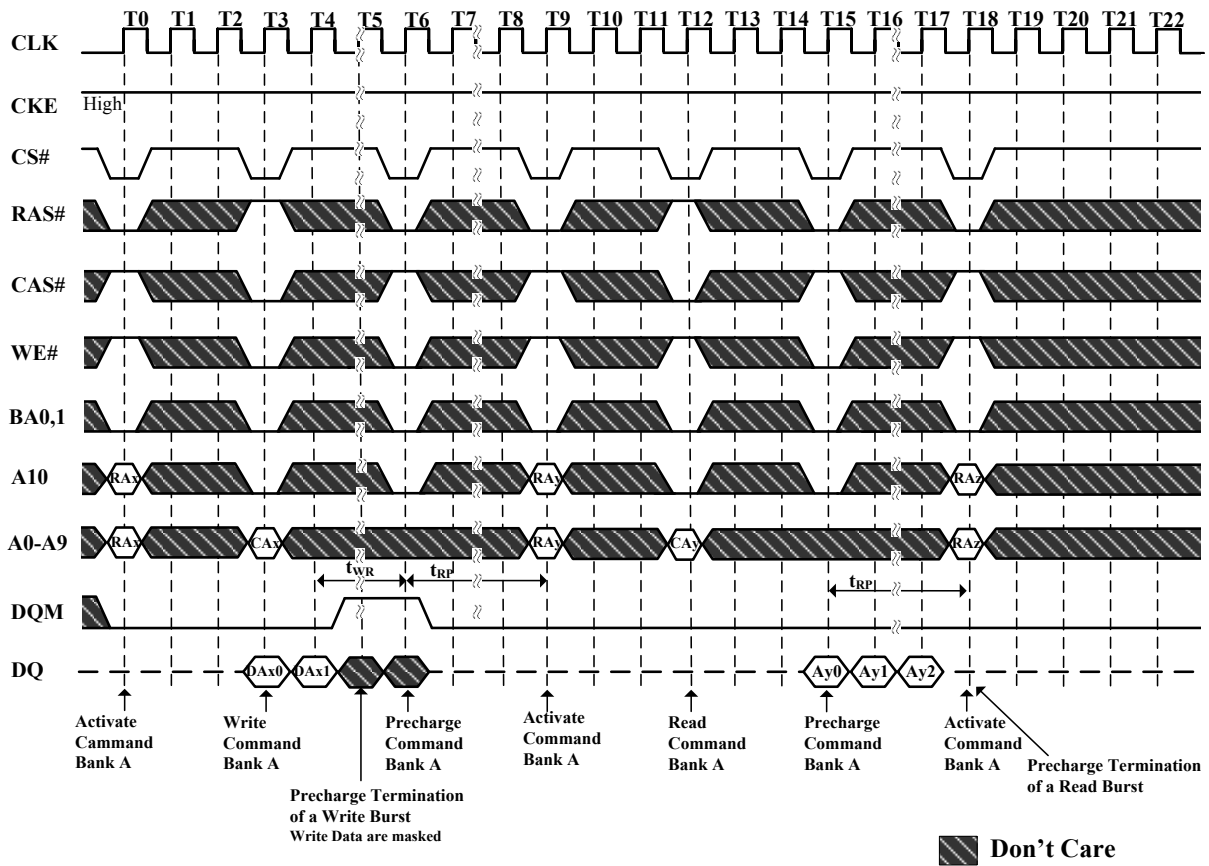 T0 T1 T2 T3 T4 T5 T6 T7 T8 T9 T10 T11 T12 T13 T14 T15 T16 T17 T18 T19 T20 T21 T22
CLK
CKE High
CS#
RAS#
CAS#
WE#
BA0,1
A10 RAx RAy RAz
A0-A9 RAx CAx RAy CAy RAz
tWR tRP tRP
DQM
DQ DAx0 DAx1 Ay0 Ay1 Ay2
Activate
Cammand
Bank A
Write
Command
Bank A
Precharge
Command
Bank A
Activate
Command
Bank A
Read
Command
Bank A
Precharge
Command
Bank A
Activate
Command
Bank A
Precharge Termination
of a Read Burst
Precharge Termination
of a Write Burst
Write Data are masked
Don't Care